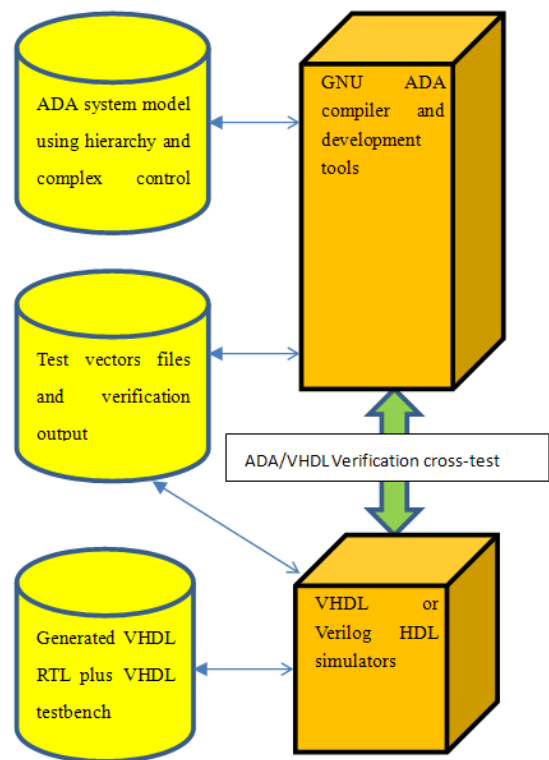 ADA system model
using hierarchy and
complex control
GNU ADA
compiler and
development
tools
Test vectors files
and verification
output
ADA/VHDL Verification cross-test
Generated VHDL
RTL plus VHDL
testbench
VHDL or
Verilog HDL
simulators